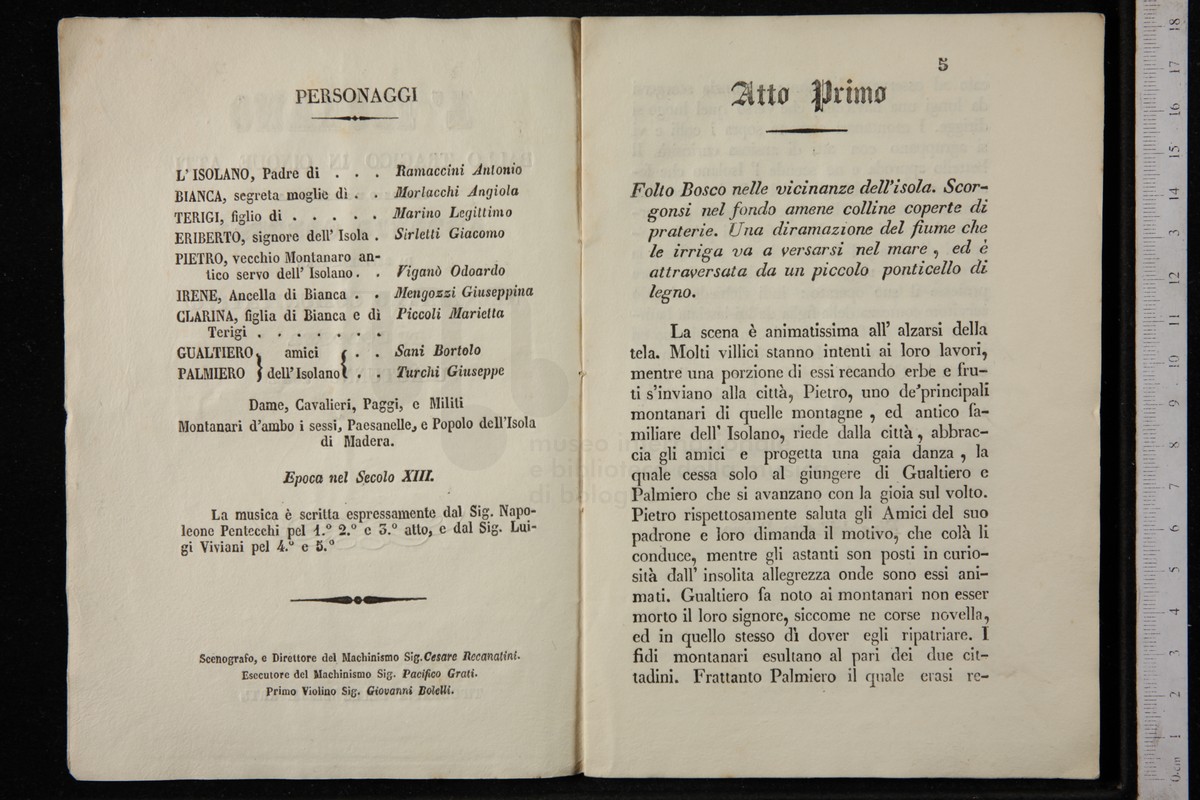 PERSONAGGI
L' ISOLANO, Padre di . . . Ramaccini Antonio
BIANCA, segreta moglie di . . Morlacchi Angiola
TERIGI, figlio di . . . . . Marino Legittimo
ERIBERTO, signore dell' Isola . Sirletti Giacomo
PIETRO, vecchio Montanaro an-
tico servo dell' Isolano. . Viganò Odoardo
IRENE, Ancella di Bianca . . Mengozzi Giuseppina
CLARINA, figlia di Bianca e di Piccoli Marietta
Terigi . . . . . . .
GUALTIERO } amici { . . Sani Bortolo
PALMIERO } dell'Isolano { . . Turchi Giuseppe
Dame, Cavalieri, Paggi, e Militi
Montanari d'ambo i sessi, Paesanelle, e Popolo dell'Isola
di Madera.
Epoca nel Secolo XIII.
La musica è scritta espressamente dal Sig. Napo-
leone Pentecchi pel 1.° 2.° e 3.° atto, e dal Sig. Lui-
gi Viviani pel 4.° e 5.°
Scenografo, e Direttore del Machinismo Sig. Cesare Recanatini.
Esecutore del Machinismo Sig. Pacifico Grati.
Primo Violino Sig. Giovanni Bolelli.
5
Atto Primo
Folto Bosco nelle vicinanze dell'isola. Scor-
gonsi nel fondo amene colline coperte di
praterie. Una diramazione del fiume che
le irriga va a versarsi nel mare , ed è
attraversata da un piccolo ponticello di
legno.
La scena è animatissima all' alzarsi della
tela. Molti villici stanno intenti ai loro lavori,
mentre una porzione di essi recando erbe e fru-
ti s'inviano alla città, Pietro, uno de'principali
montanari di quelle montagne , ed antico fa-
miliare dell' Isolano, riede dalla città , abbrac-
cia gli amici e progetta una gaia danza , la
quale cessa solo al giungere di Gualtiero e
Palmiero che si avanzano con la gioia sul volto.
Pietro rispettosamente saluta gli Amici del suo
padrone e loro dimanda il motivo, che colà li
conduce, mentre gli astanti son posti in curio-
sità dall' insolita allegrezza onde sono essi ani-
mati. Gualtiero fa noto ai montanari non esser
morto il loro signore, siccome ne corse novella,
ed in quello stesso dì dover egli ripatriare. I
fidi montanari esultano al pari dei due cit-
tadini. Frattanto Palmiero il quale erasi re-